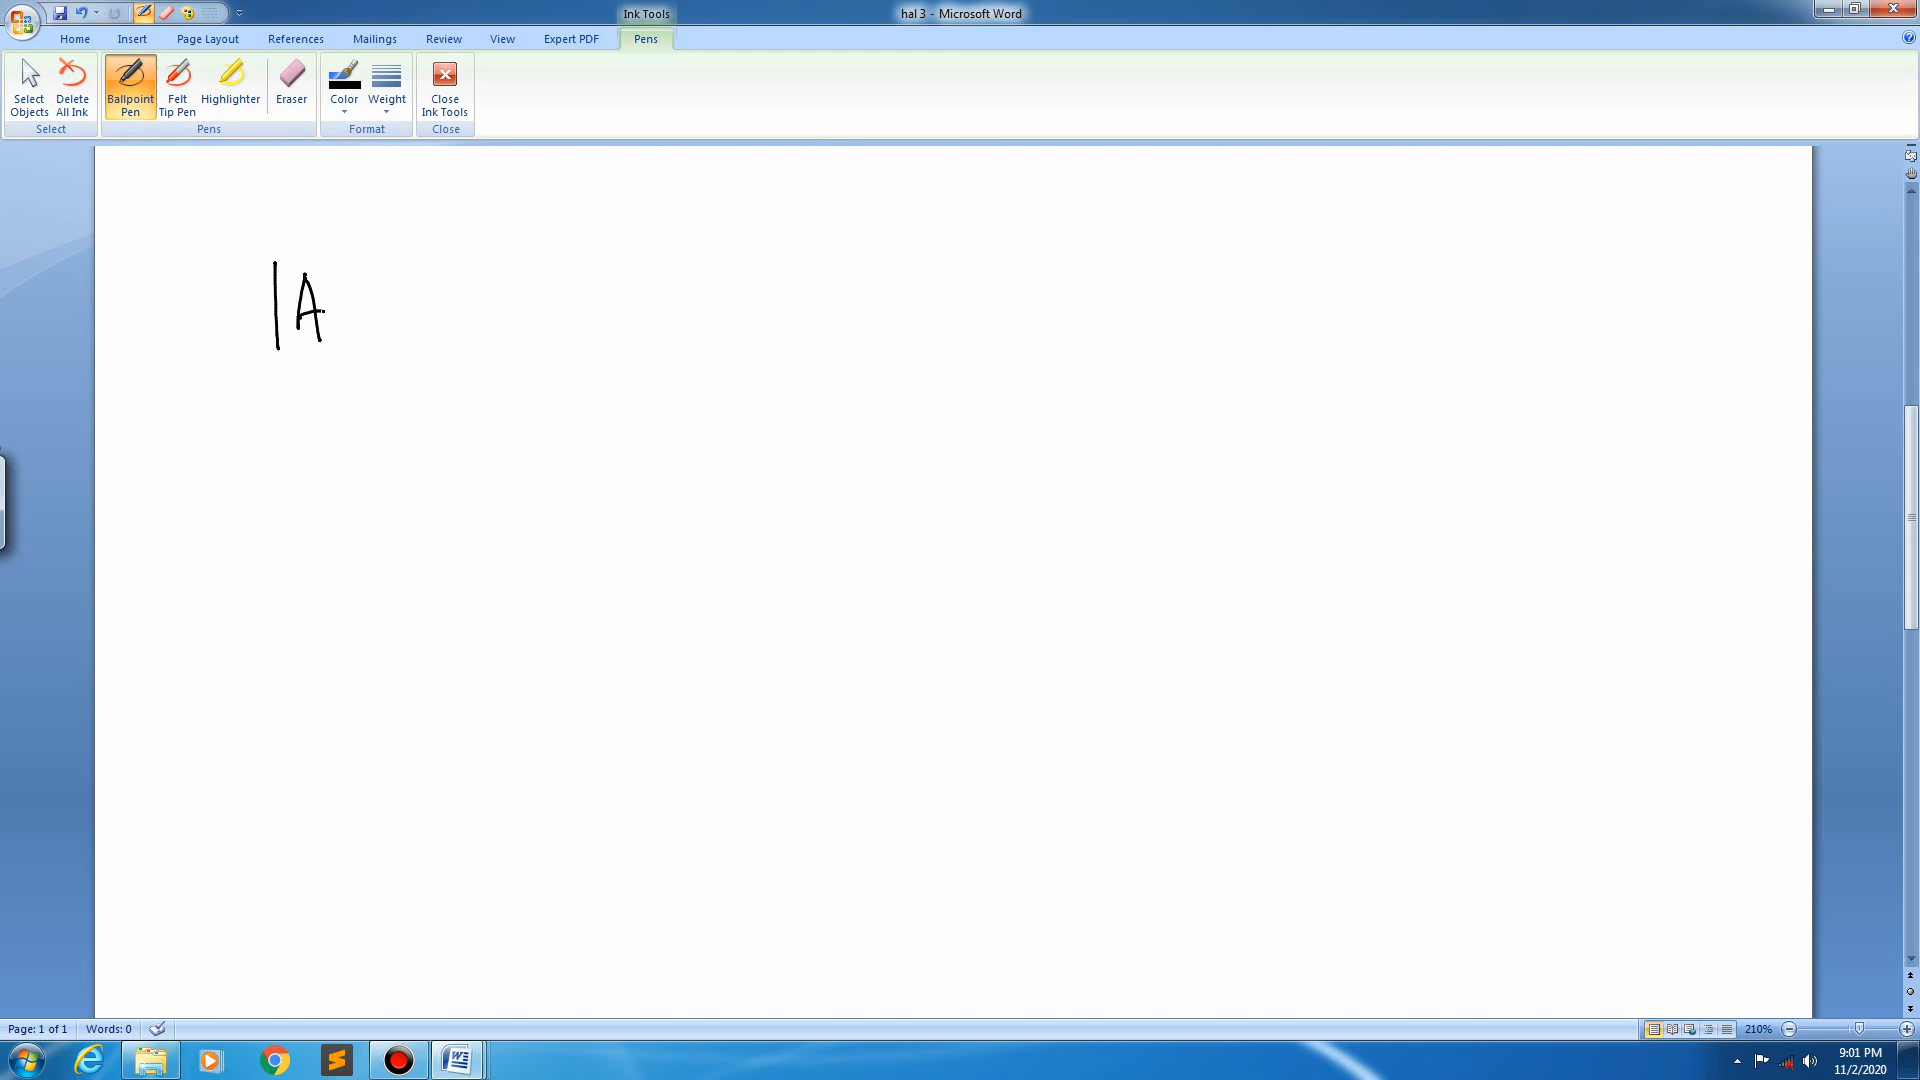 Ink Tools
hal 3 - Microsoft Word
Home Insert Page Layout References Mailings Review View Expert PDF Pens
Select Objects
Delete All Ink
Ballpoint Pen
Felt Tip Pen
Highlighter
Eraser
Color
Weight
Close Ink Tools
Select Pens Format Close
|A
Page: 1 of 1 Words: 0 210%
9:01 PM
11/2/2020